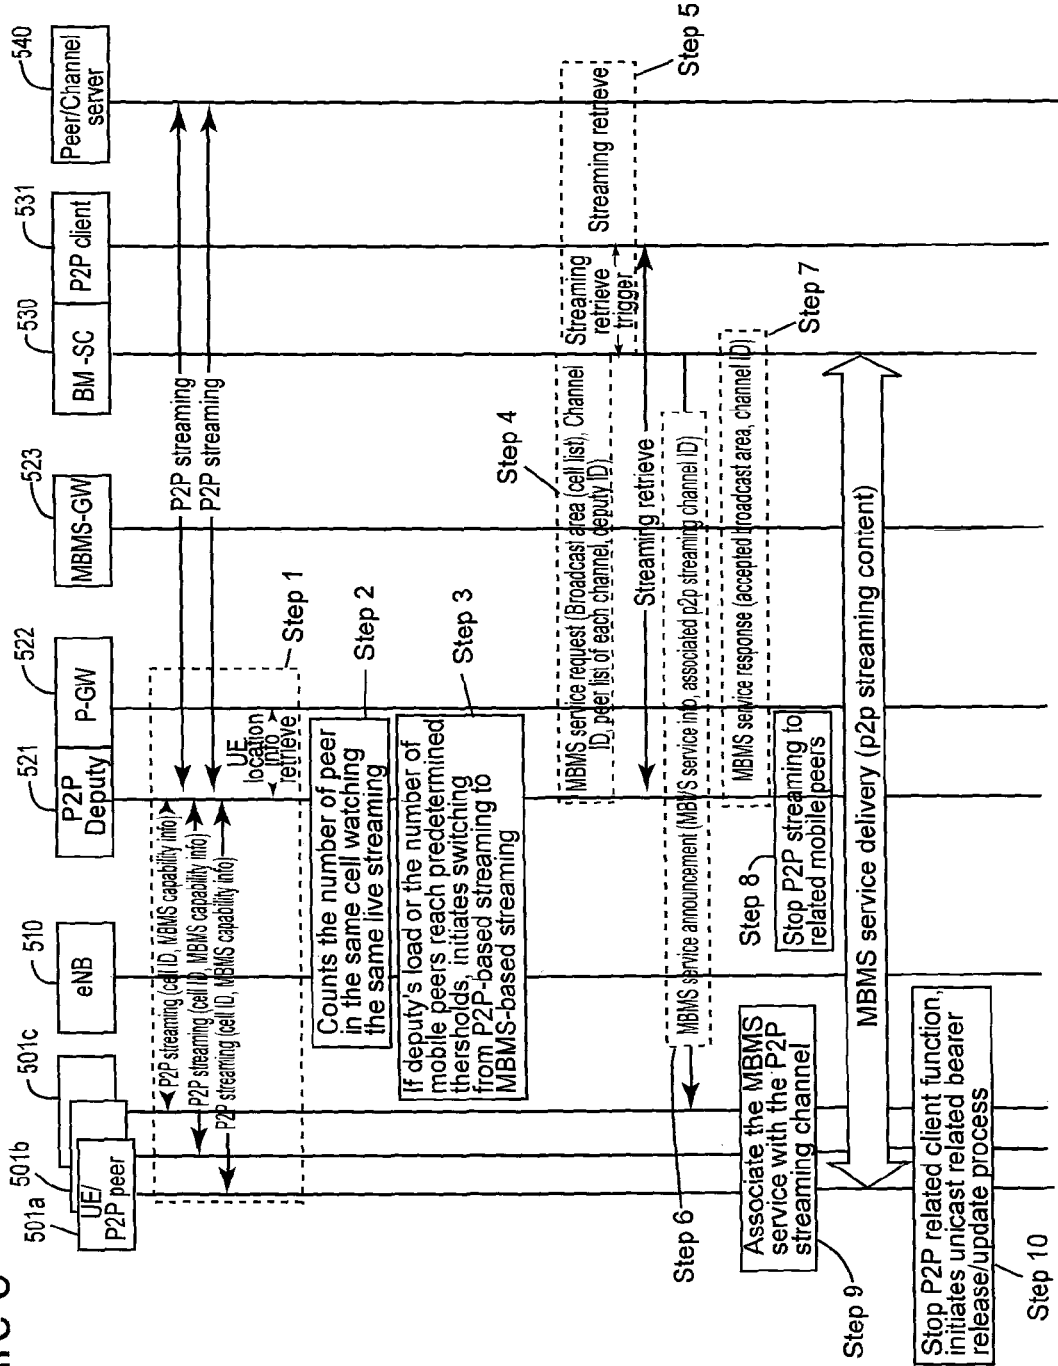 501a
501b
501c
510
521
522
523
530
531
540
UE/
P2P peer
eNB
P2P
Deputy
P-GW
MBMS-GW
BM-SC
P2P client
Peer/Channel
server
P2P streaming (cell ID, MBMS capability info)
P2P streaming (cell ID, MBMS capability info)
P2P streaming (cell ID, MBMS capability info)
P2P streaming
P2P streaming
UE
location
info
retrieve
Step 1
Counts the number of peer
in the same cell watching
the same live streaming
Step 2
If deputy's load or the number of
mobile peers reach predetermined
thersholds, initiates switching
from P2P-based streaming to
MBMS-based streaming
Step 3
Step 4
MBMS service request (Broadcast area (cell list), Channel
ID, peer list of each channel, deputy ID)
Streaming
retrieve
trigger
Streaming retrieve
Step 5
Streaming retrieve
Step 6
MBMS service announcement (MBMS service info, associated p2p streaming channel ID)
MBMS service response (accepted broadcast area, channel ID)
Step 7
Step 8
Stop P2P streaming to
related mobile peers
Associate the MBMS
service with the P2P
streaming channel
Step 9
MBMS service delivery (p2p streaming content)
Stop P2P related client function,
initiates unicast related bearer
release/update process
Step 10